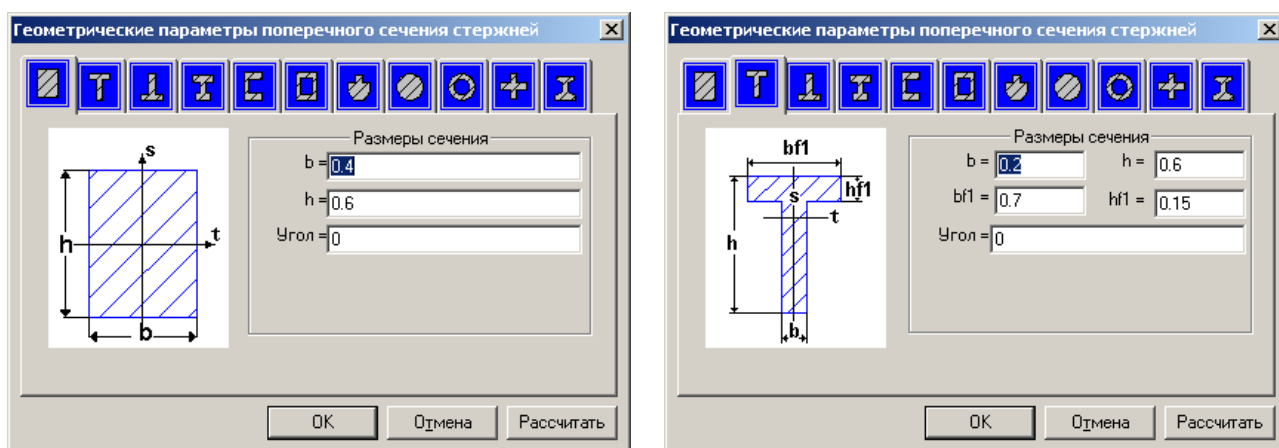 Геометрические параметры поперечного сечения стержней
Размеры сечения
s
t
h
b
b = 0.4
h = 0.6
Угол = 0
OK
Отмена
Рассчитать
Геометрические параметры поперечного сечения стержней
Размеры сечения
bf1
hf1
s
t
h
b
b = 0.2 h = 0.6
bf1 = 0.7 hf1 = 0.15
Угол = 0
OK
Отмена
Рассчитать